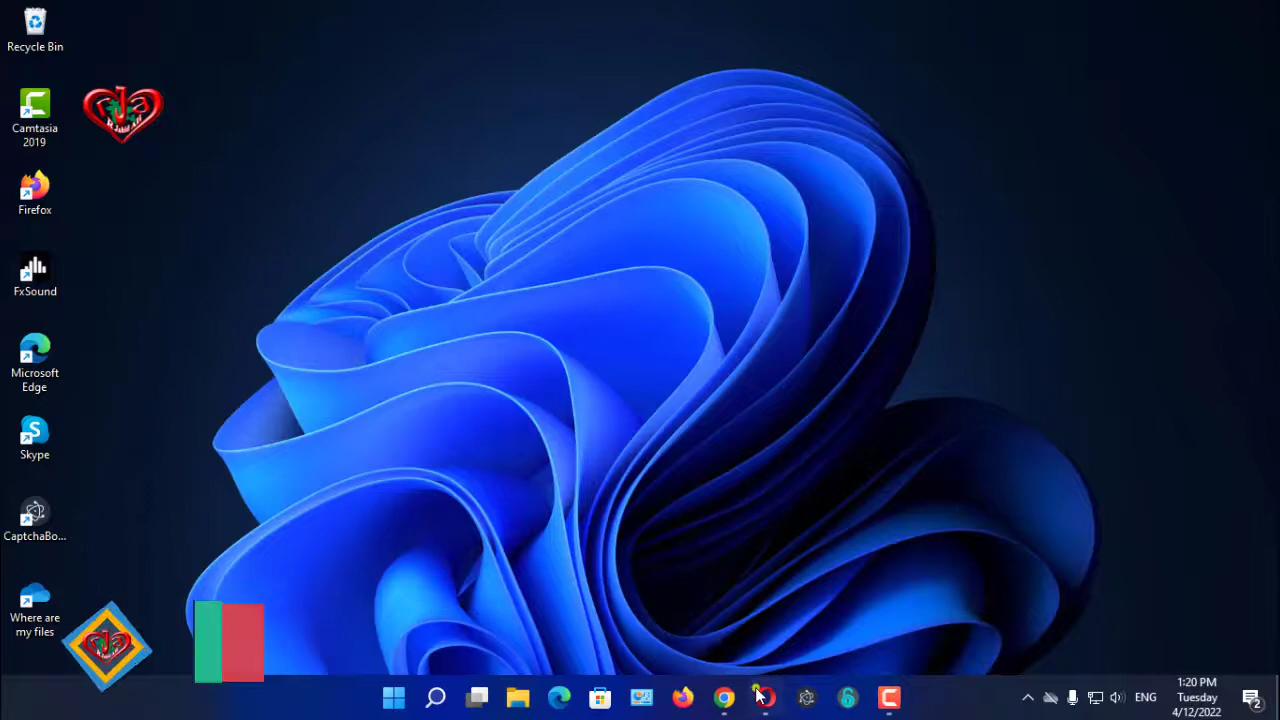 Recycle Bin
Camtasia
2019
Firefox
FxSound
Microsoft
Edge
Skype
CaptchaBo...
Where are
my files
1:20 PM
Tuesday
4/12/2022
ENG
2